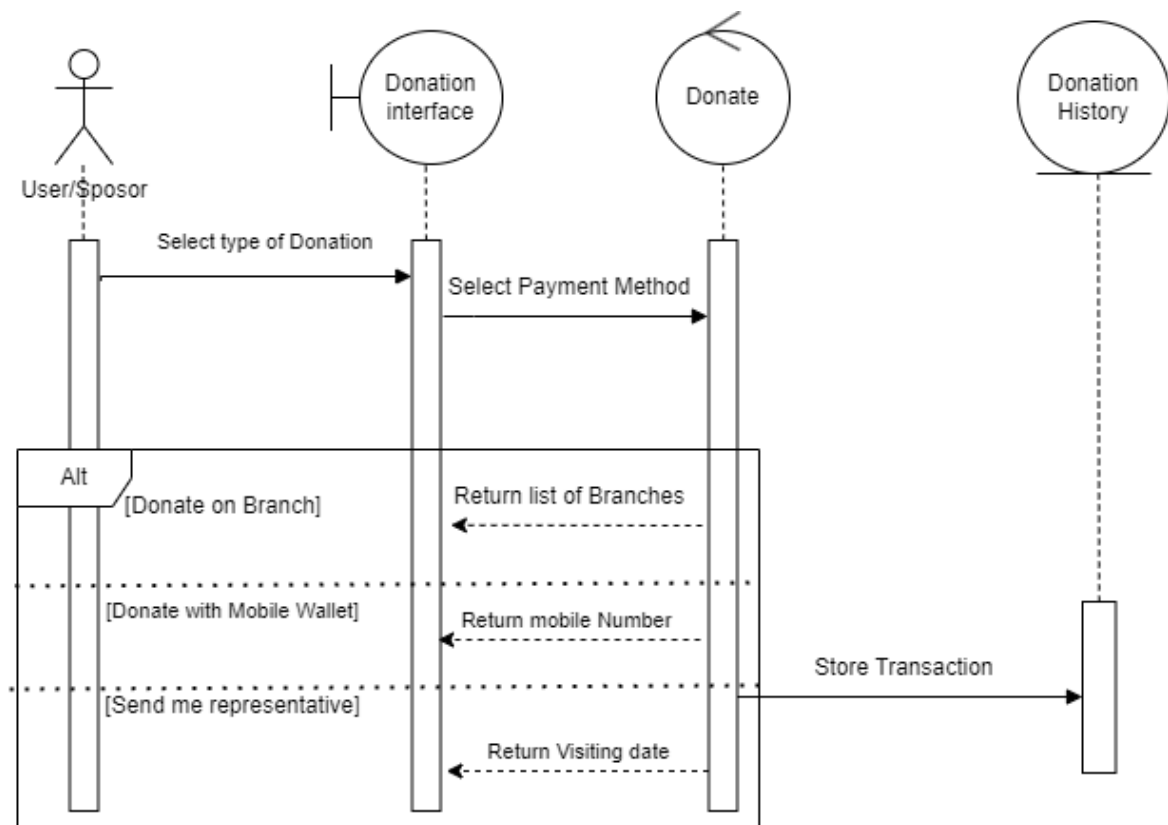 Donation
interface
Donate
Donation
History
User/Sposor
Select type of Donation
Select Payment Method
Alt
[Donate on Branch]
Return list of Branches
[Donate with Mobile Wallet]
Return mobile Number
Store Transaction
[Send me representative]
Return Visiting date